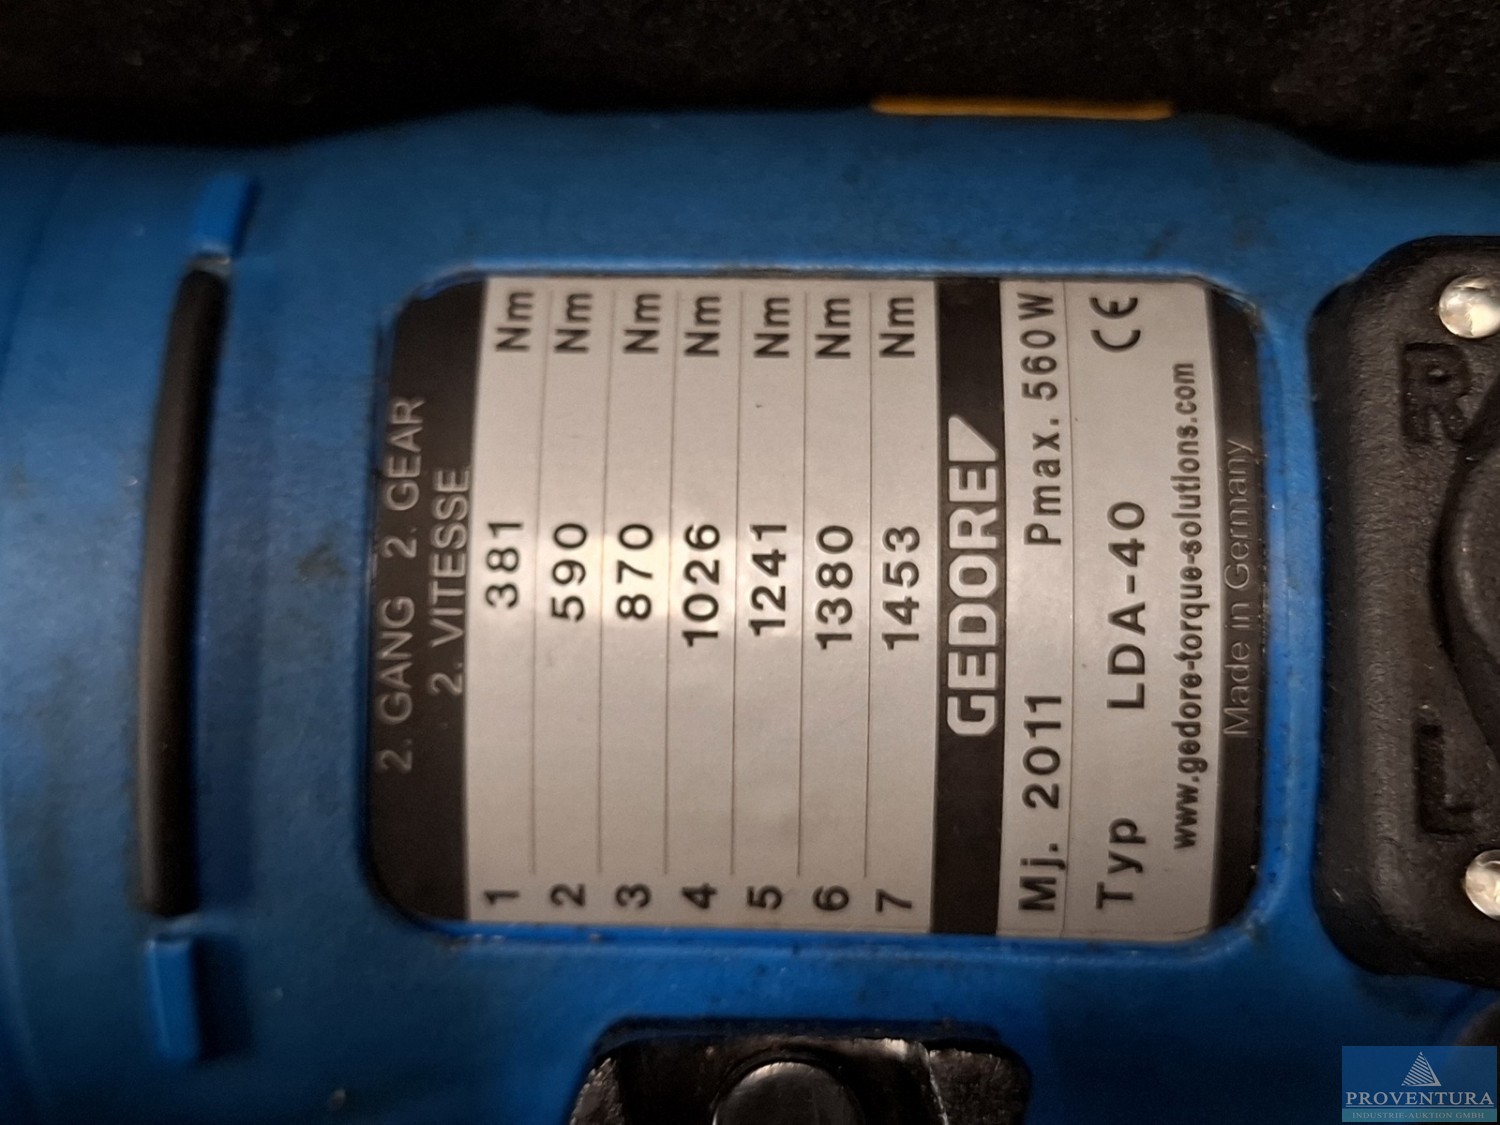 2. GANG 2. GEAR
2. VITESSE
1 381 Nm
2 590 Nm
3 870 Nm
4 1026 Nm
5 1241 Nm
6 1380 Nm
7 1453 Nm
GEDORE
Mj. 2011 Pmax. 560W
Typ LDA-40 CE
www.gedore-torque-solutions.com
Made in Germany
L R
PROVENTURA
INDUSTRIE-AUKTION GMBH